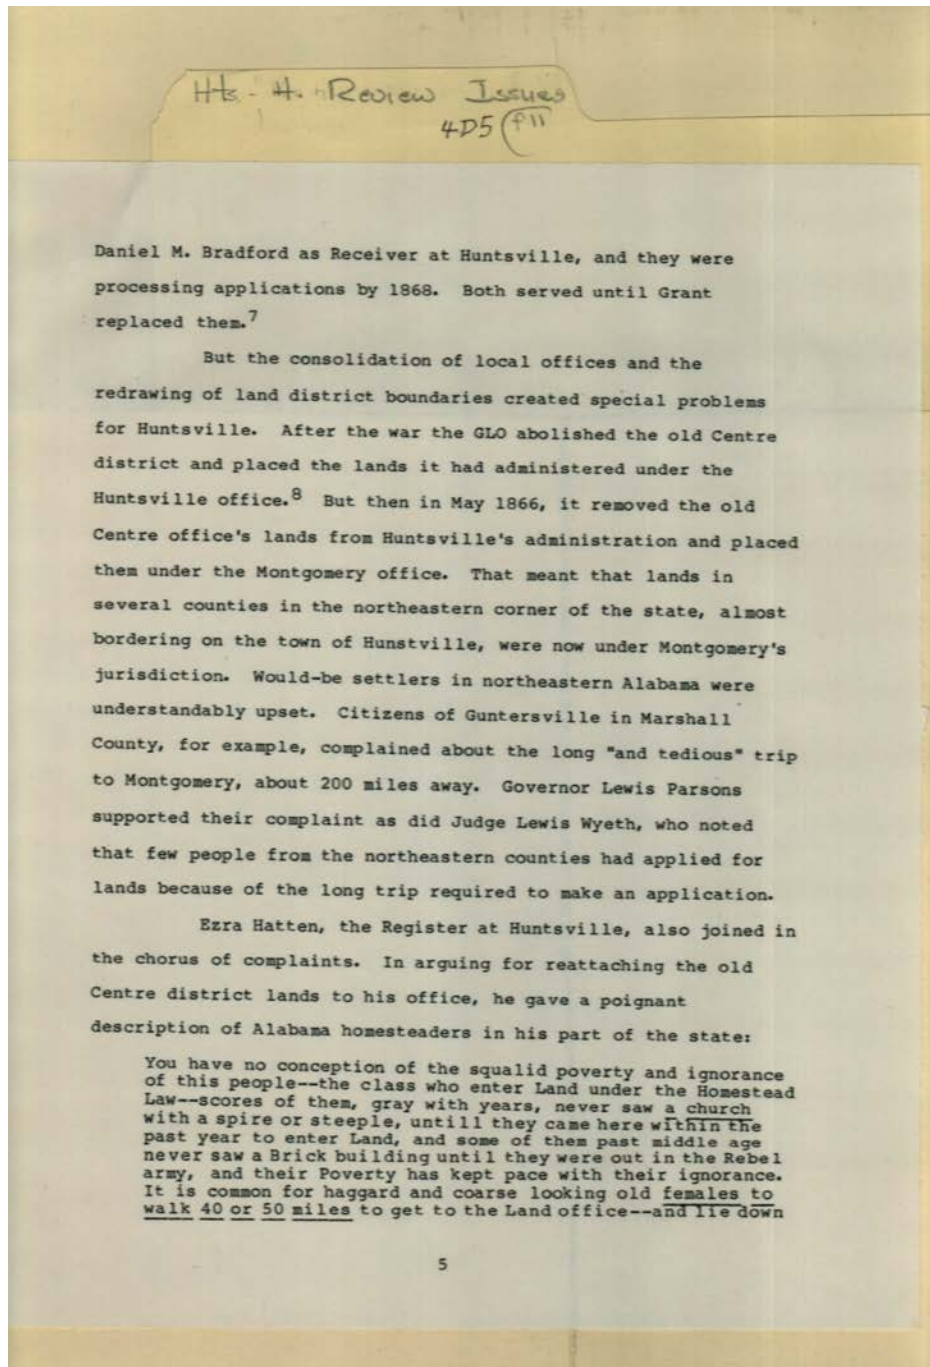 Hts - H. Review Issues
4D5 (P11
Daniel M. Bradford as Receiver at Huntsville, and they were
processing applications by 1868. Both served until Grant
replaced them.7
But the consolidation of local offices and the
redrawing of land district boundaries created special problems
for Huntsville. After the war the GLO abolished the old Centre
district and placed the lands it had administered under the
Huntsville office.8 But then in May 1866, it removed the old
Centre office's lands from Huntsville's administration and placed
them under the Montgomery office. That meant that lands in
several counties in the northeastern corner of the state, almost
bordering on the town of Hunstville, were now under Montgomery's
jurisdiction. Would-be settlers in northeastern Alabama were
understandably upset. Citizens of Guntersville in Marshall
County, for example, complained about the long "and tedious" trip
to Montgomery, about 200 miles away. Governor Lewis Parsons
supported their complaint as did Judge Lewis Wyeth, who noted
that few people from the northeastern counties had applied for
lands because of the long trip required to make an application.
Ezra Hatten, the Register at Huntsville, also joined in
the chorus of complaints. In arguing for reattaching the old
Centre district lands to his office, he gave a poignant
description of Alabama homesteaders in his part of the state:
You have no conception of the squalid poverty and ignorance
of this people--the class who enter Land under the Homestead
Law--scores of them, gray with years, never saw a church
with a spire or steeple, untill they came here within the
past year to enter Land, and some of them past middle age
never saw a Brick building until they were out in the Rebel
army, and their Poverty has kept pace with their ignorance.
It is common for haggard and coarse looking old females to
walk 40 or 50 miles to get to the Land office--and lie down
5